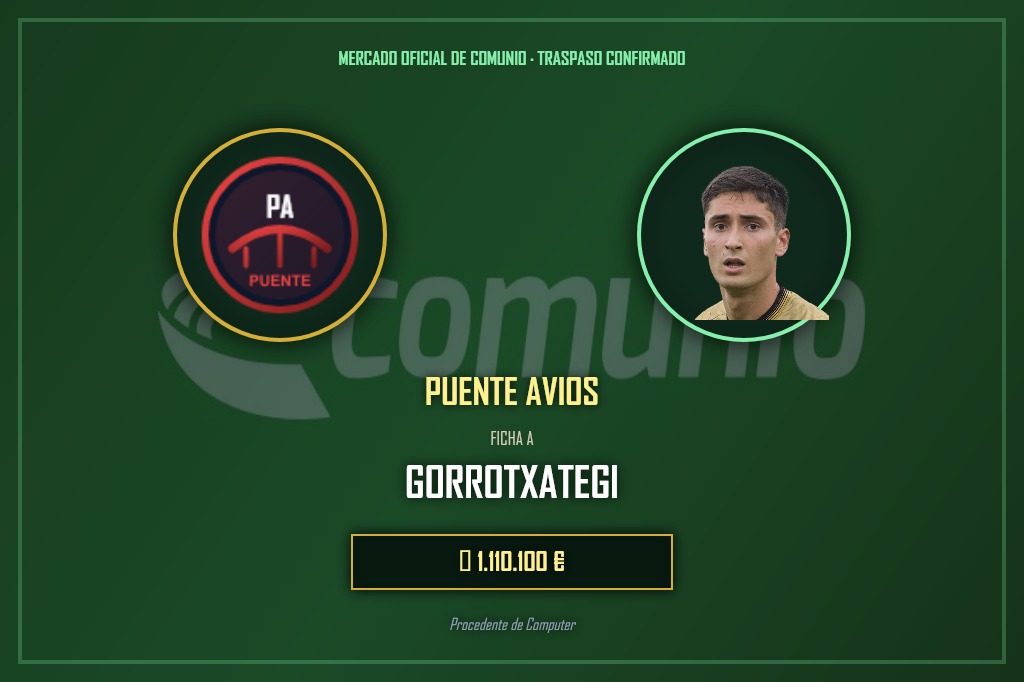 MERCADO OFICIAL DE COMUNIO · TRASPASO CONFIRMADO
PA
PUENTE
comunio
PUENTE AVIOS
FICHA A
GORROTXATEGI
1.110.100 €
Procedente de Computer